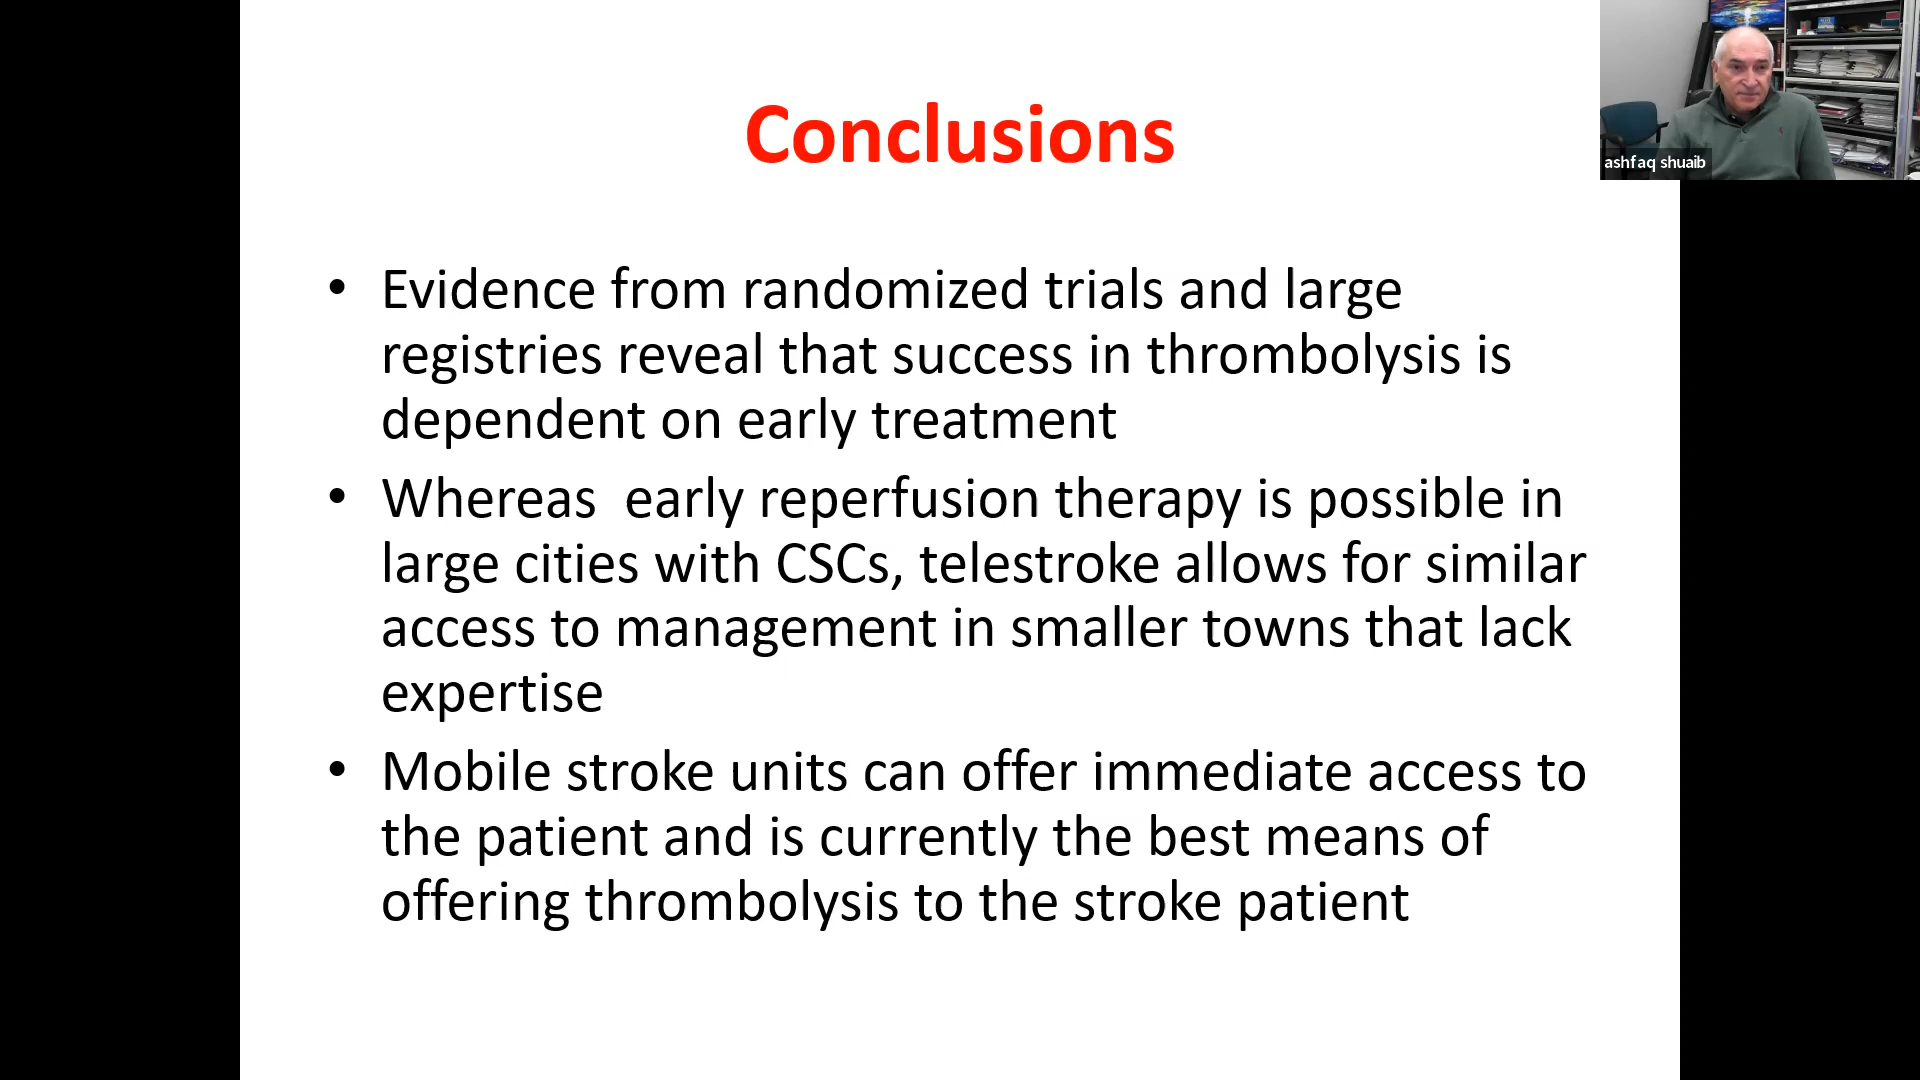 Conclusions
ashfaq shuaib
• Evidence from randomized trials and large
registries reveal that success in thrombolysis is
dependent on early treatment
• Whereas  early reperfusion therapy is possible in
large cities with CSCs, telestroke allows for similar
access to management in smaller towns that lack
expertise
• Mobile stroke units can offer immediate access to
the patient and is currently the best means of
offering thrombolysis to the stroke patient